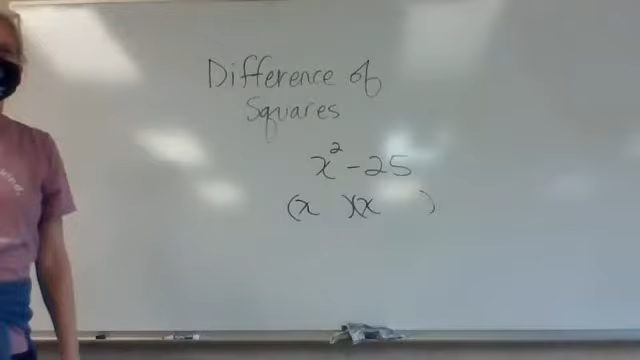 Difference of
Squares
x² - 25
(x )(x )